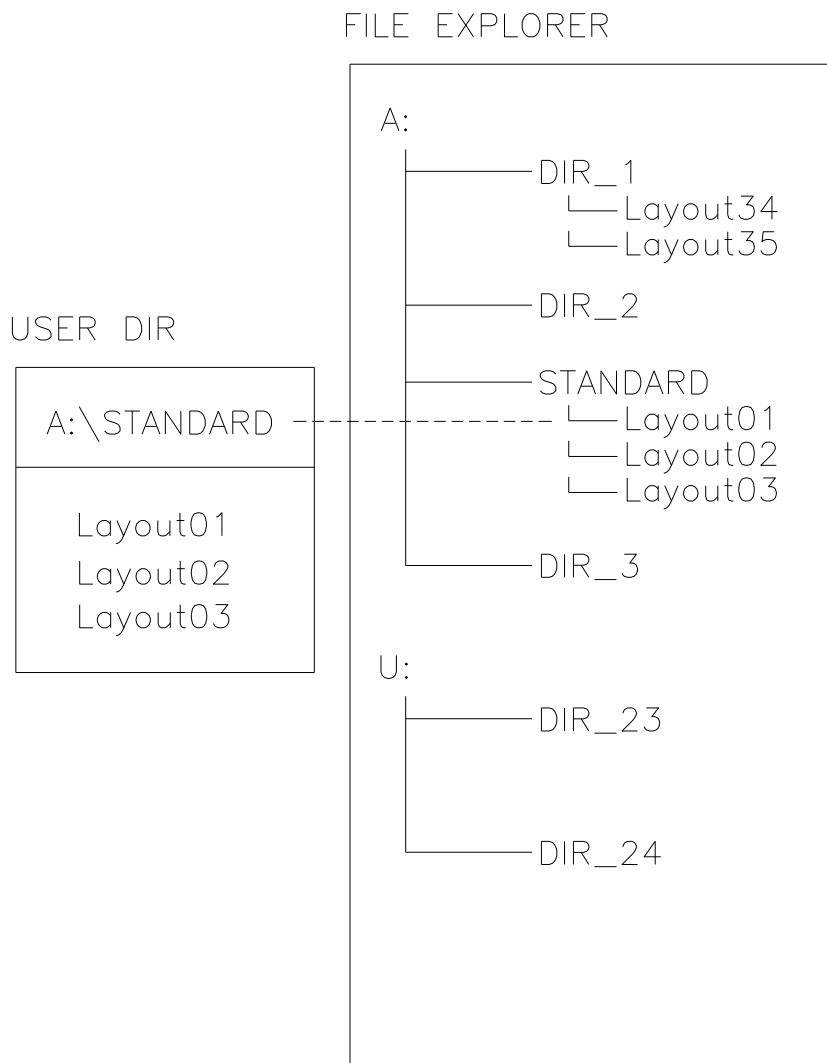 FILE EXPLORER
A:
DIR_1
Layout34
Layout35
DIR_2
STANDARD
Layout01
Layout02
Layout03
DIR_3
U:
DIR_23
DIR_24
USER DIR
A:\STANDARD
Layout01
Layout02
Layout03